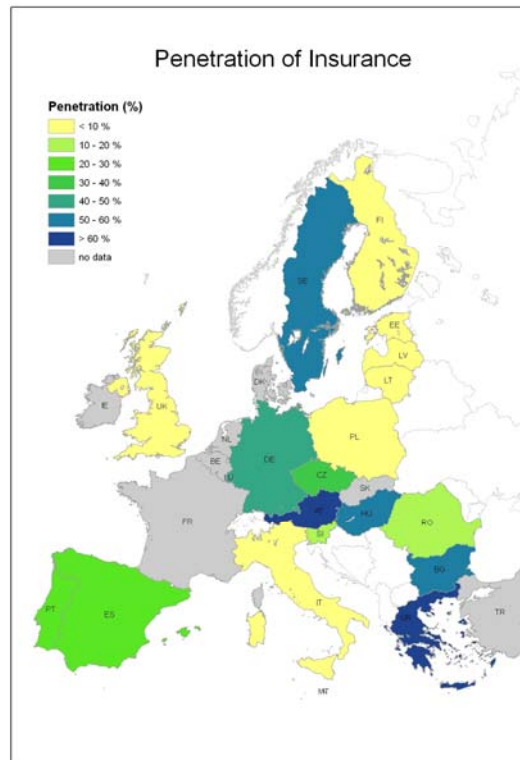 Penetration of Insurance
Penetration (%)
< 10 %
10 - 20 %
20 - 30 %
30 - 40 %
40 - 50 %
50 - 60 %
> 60 %
no data
FI
SE
EE
LV
LT
DK
IE
UK
NL
PL
BE
DE
LU
CZ
SK
FR
AT
HU
SI
RO
BG
PT
ES
IT
TR